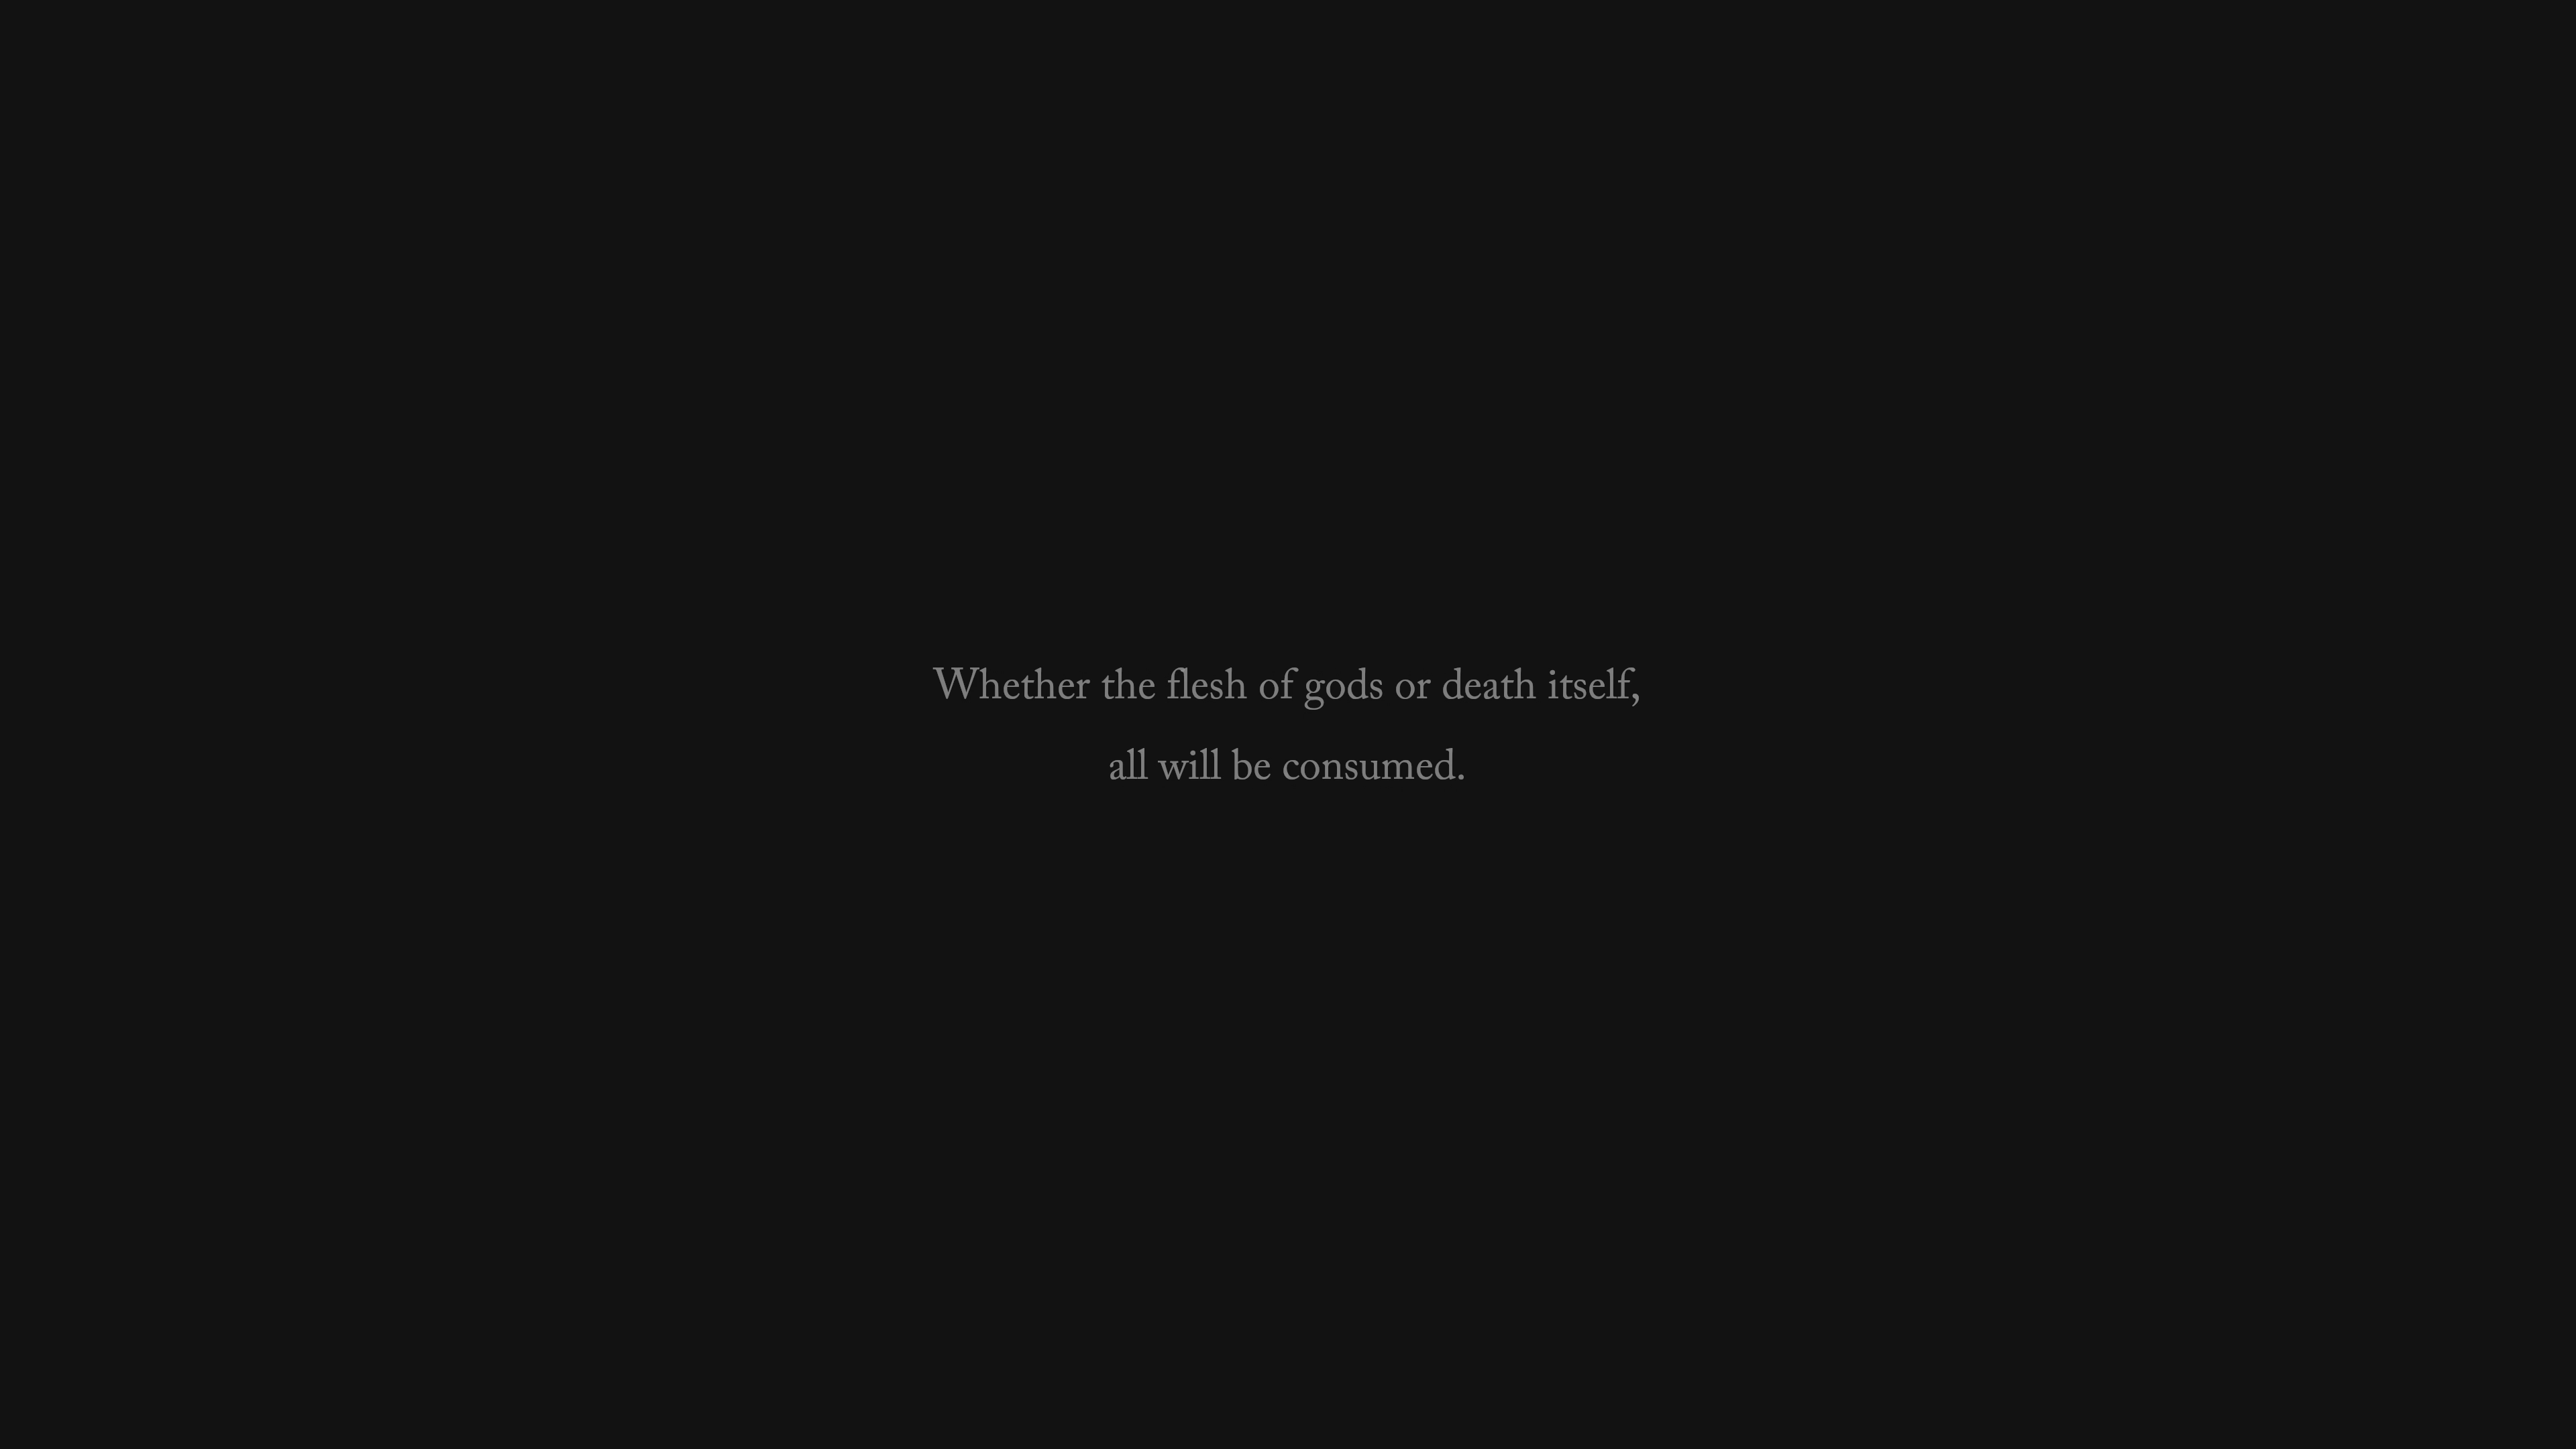 Whether the flesh of gods or death itself,
all will be consumed.